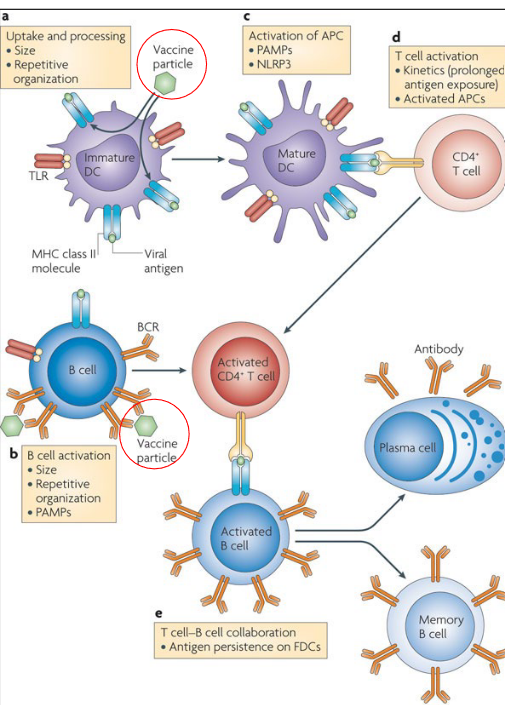 a
Uptake and processing
• Size
• Repetitive
organization
Vaccine
particle
c
Activation of APC
• PAMPs
• NLRP3
d
T cell activation
• Kinetics (prolonged
antigen exposure)
• Activated APCs
Immature
DC
TLR
Mature
DC
CD4⁺
T cell
MHC class II
molecule
Viral
antigen
BCR
B cell
Activated
CD4⁺ T cell
Antibody
Vaccine
particle
Plasma cell
b
B cell activation
• Size
• Repetitive
organization
• PAMPs
Activated
B cell
Memory
B cell
e
T cell–B cell collaboration
• Antigen persistence on FDCs